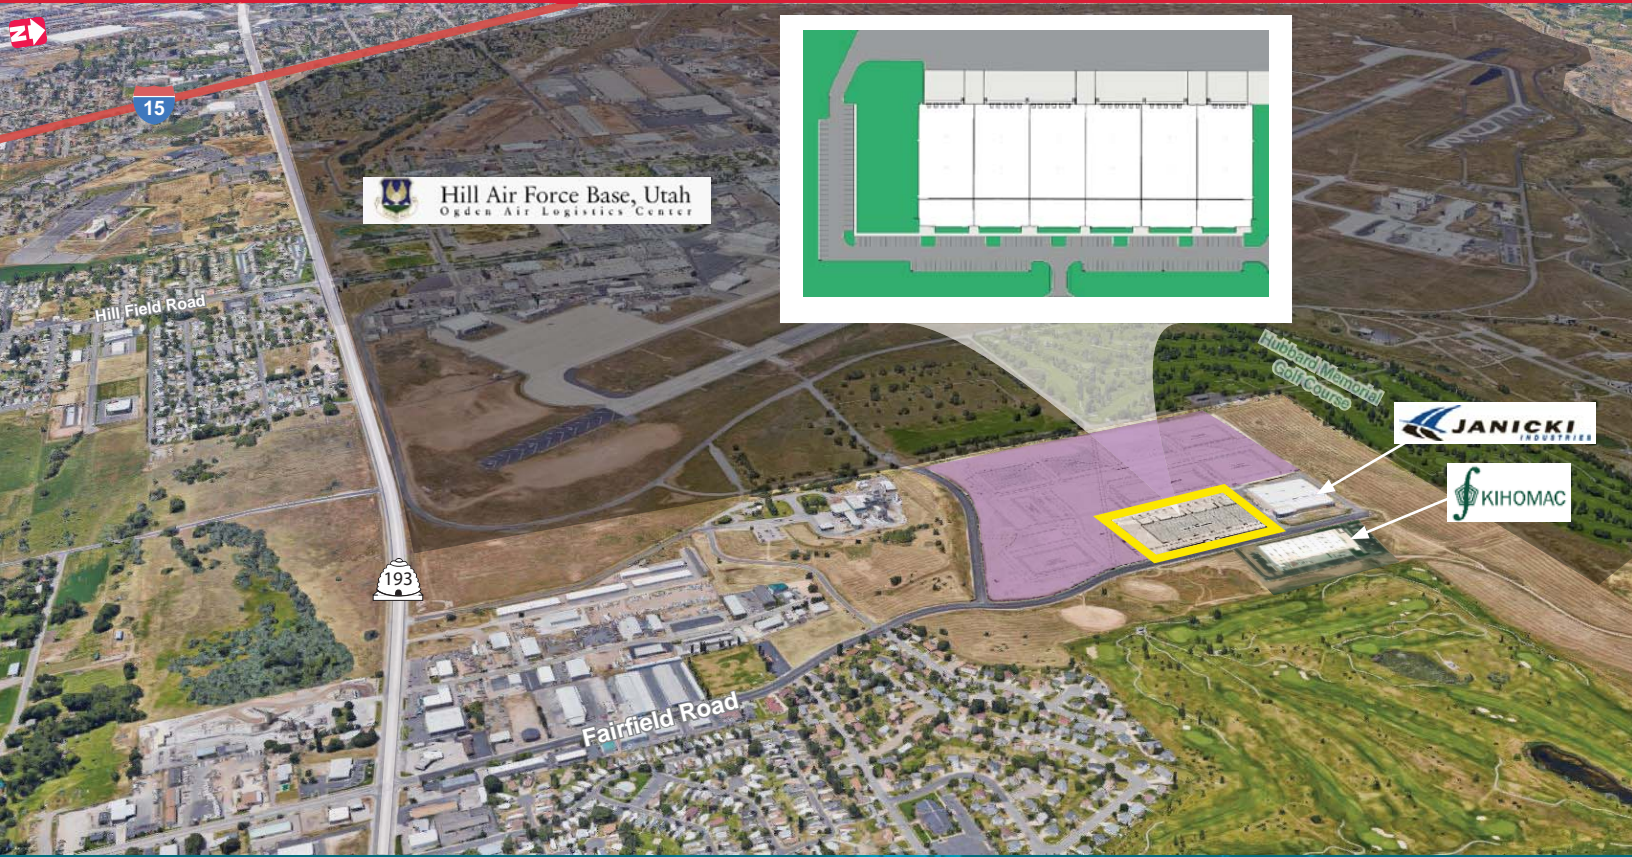 N
15
Hill Air Force Base, Utah
Ogden Air Logistics Center
Hill Field Road
Hubbard Memorial
Golf Course
JANICKI
INDUSTRIES
KIHOMAC
193
Fairfield Road